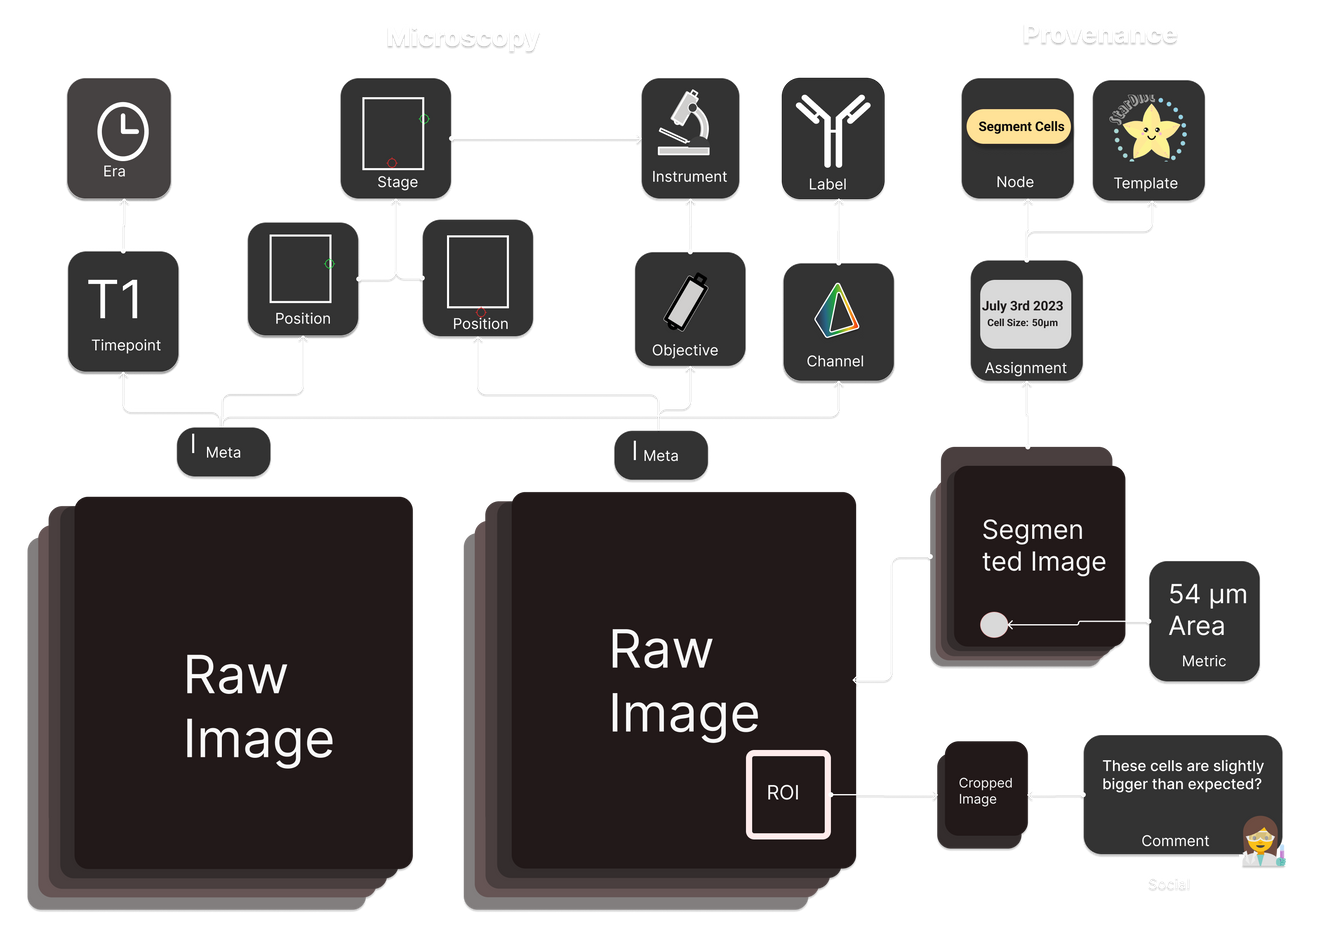 Microscopy
Provenance
Era
Stage
Instrument
Label
Segment Cells
Node
StarDist
Template
Position
Position
T1
Timepoint
Objective
Channel
July 3rd 2023
Cell Size: 50µm
Assignment
Meta
Meta
Raw
Image
Raw
Image
ROI
Segmen
ted Image
54 µm
Area
Metric
Cropped
Image
These cells are slightly
bigger than expected?
Comment
Social